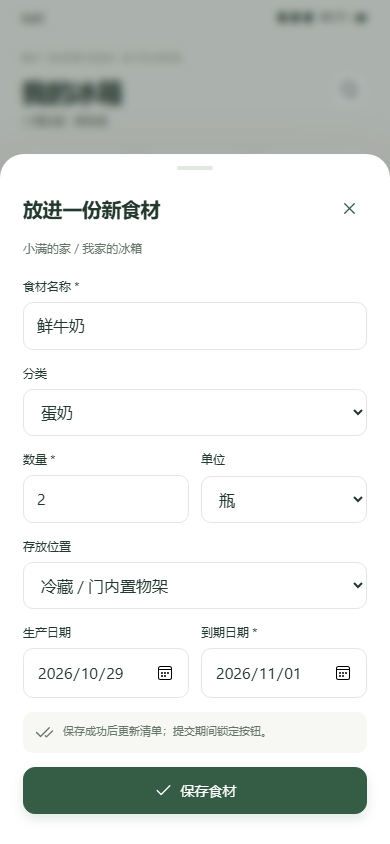 我的冰箱
放进一份新食材
小满的家 / 我家的冰箱
食材名称 *
鲜牛奶
分类
蛋奶
数量 * 单位
2 瓶
存放位置
冷藏 / 门内置物架
生产日期 到期日期 *
2026/10/29 2026/11/01
保存成功后更新清单；提交期间锁定按钮。
保存食材